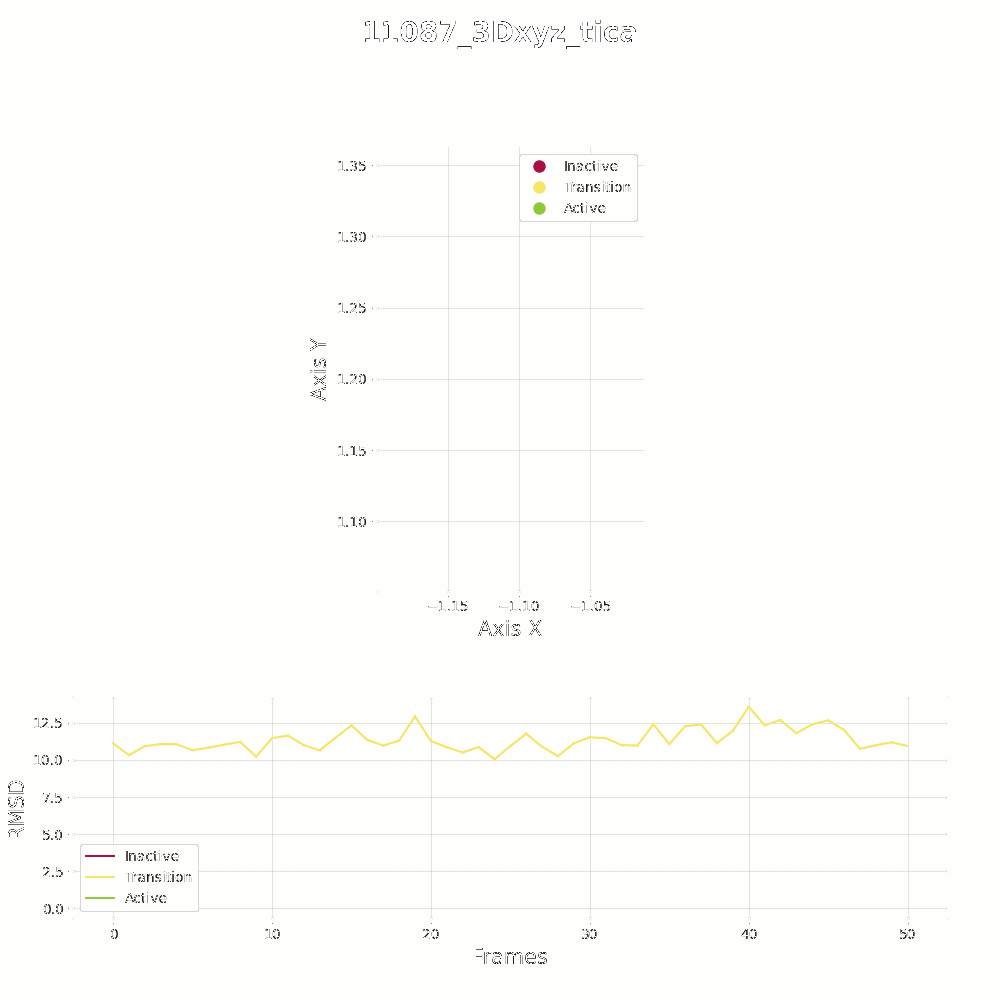 11087_3Dxyz_tica
1.35
1.30
1.25
1.20
1.15
1.10
Axis Y
Inactive
Transition
Active
−1.15 −1.10 −1.05
Axis X
12.5
10.0
7.5
5.0
2.5
0.0
RMSD
Inactive
Transition
Active
0 10 20 30 40 50
Frames